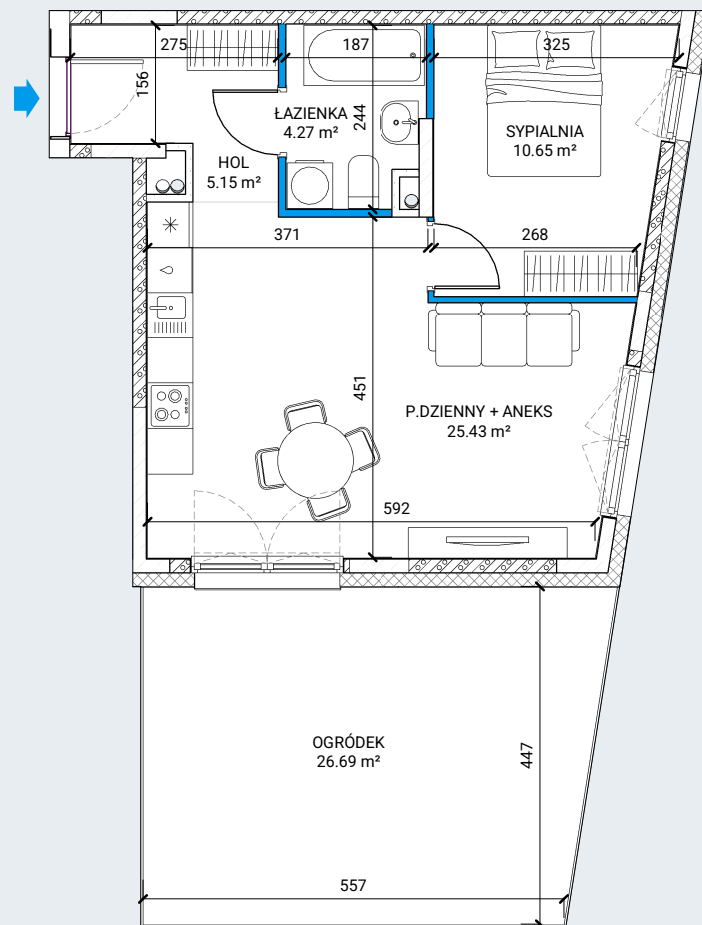 275
187
325
156
ŁAZIENKA
4.27 m²
244
SYPIALNIA
10.65 m²
HOL
5.15 m²
371
268
451
P.DZIENNY + ANEKS
25.43 m²
592
OGRÓDEK
26.69 m²
447
557